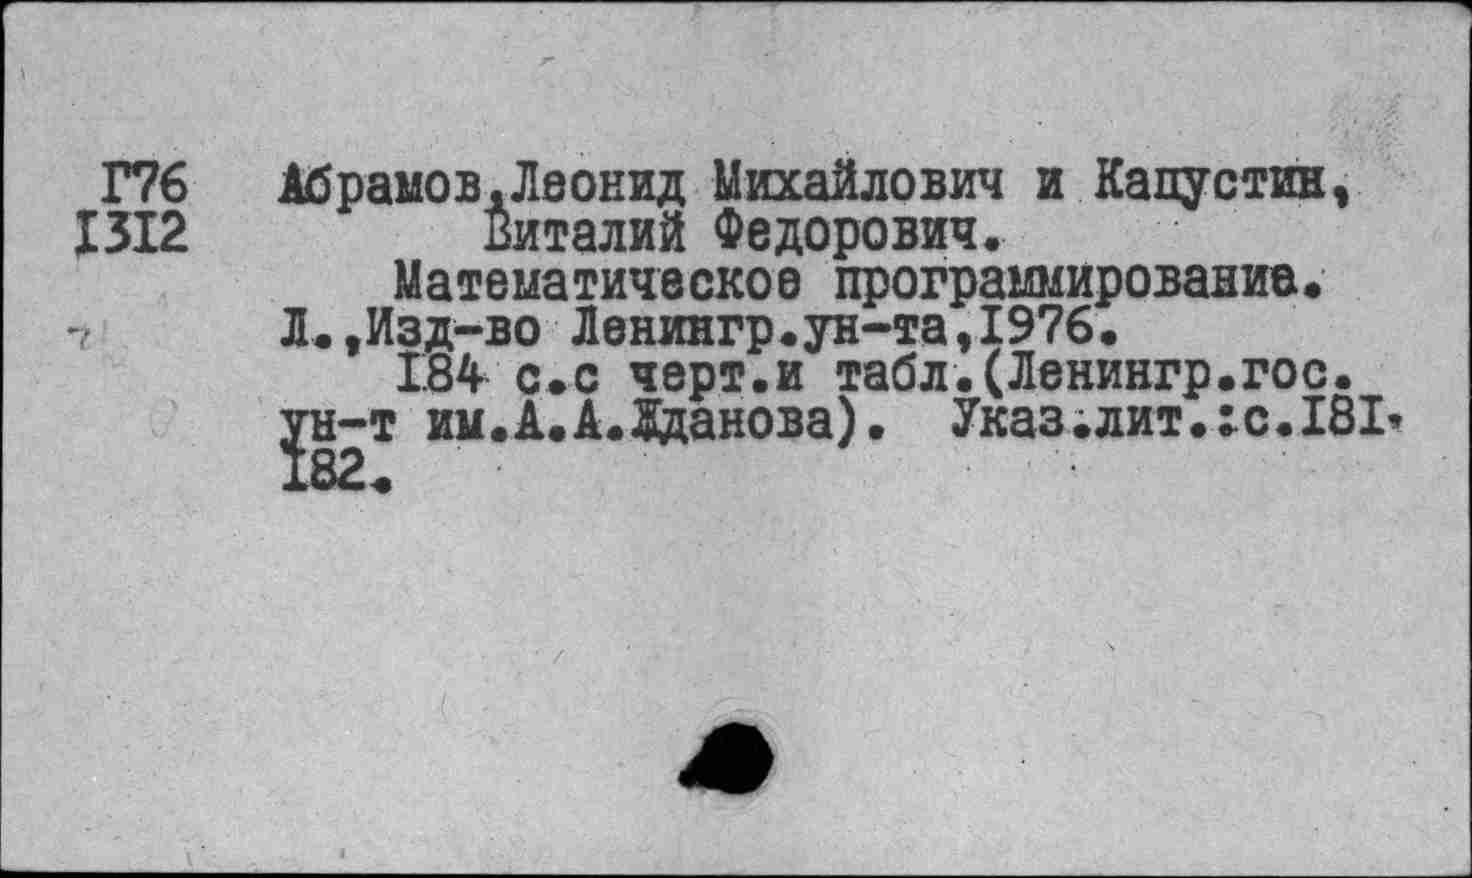 Г76 Абрамов,Леонид Михайлович и Капустин,
1312 Виталий Федорович.
Математическое программирование.
Л.,Изд-во Ленингр.ун-та,1976.
184 с.с черт.и табл.(Ленингр.гос.
ун-т им.А.А.Жданова). Указ.лит.:с.181-
182.